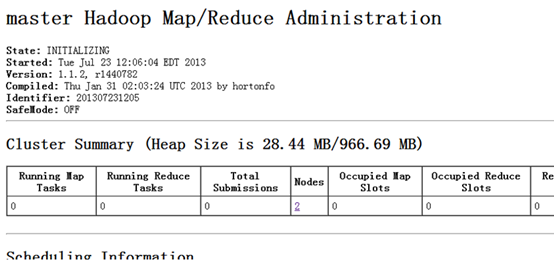 master Hadoop Map/Reduce Administration
State: INITIALIZING
Started: Tue Jul 23 12:06:04 EDT 2013
Version: 1.1.2, r1440782
Compiled: Thu Jan 31 02:03:24 UTC 2013 by hortonfo
Identifier: 201307231205
SafeMode: OFF
Cluster Summary (Heap Size is 28.44 MB/966.69 MB)
Running Map Tasks Running Reduce Tasks Total Submissions Nodes Occupied Map Slots Occupied Reduce Slots Re
0 0 0 2 0 0 0
Scheduling Information